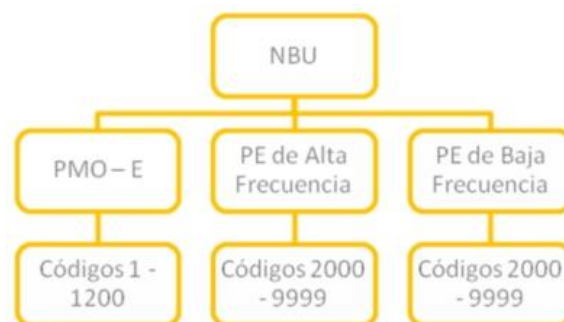 NBU
PMO – E
PE de Alta
Frecuencia
PE de Baja
Frecuencia
Códigos 1 -
1200
Códigos 2000
- 9999
Códigos 2000
- 9999